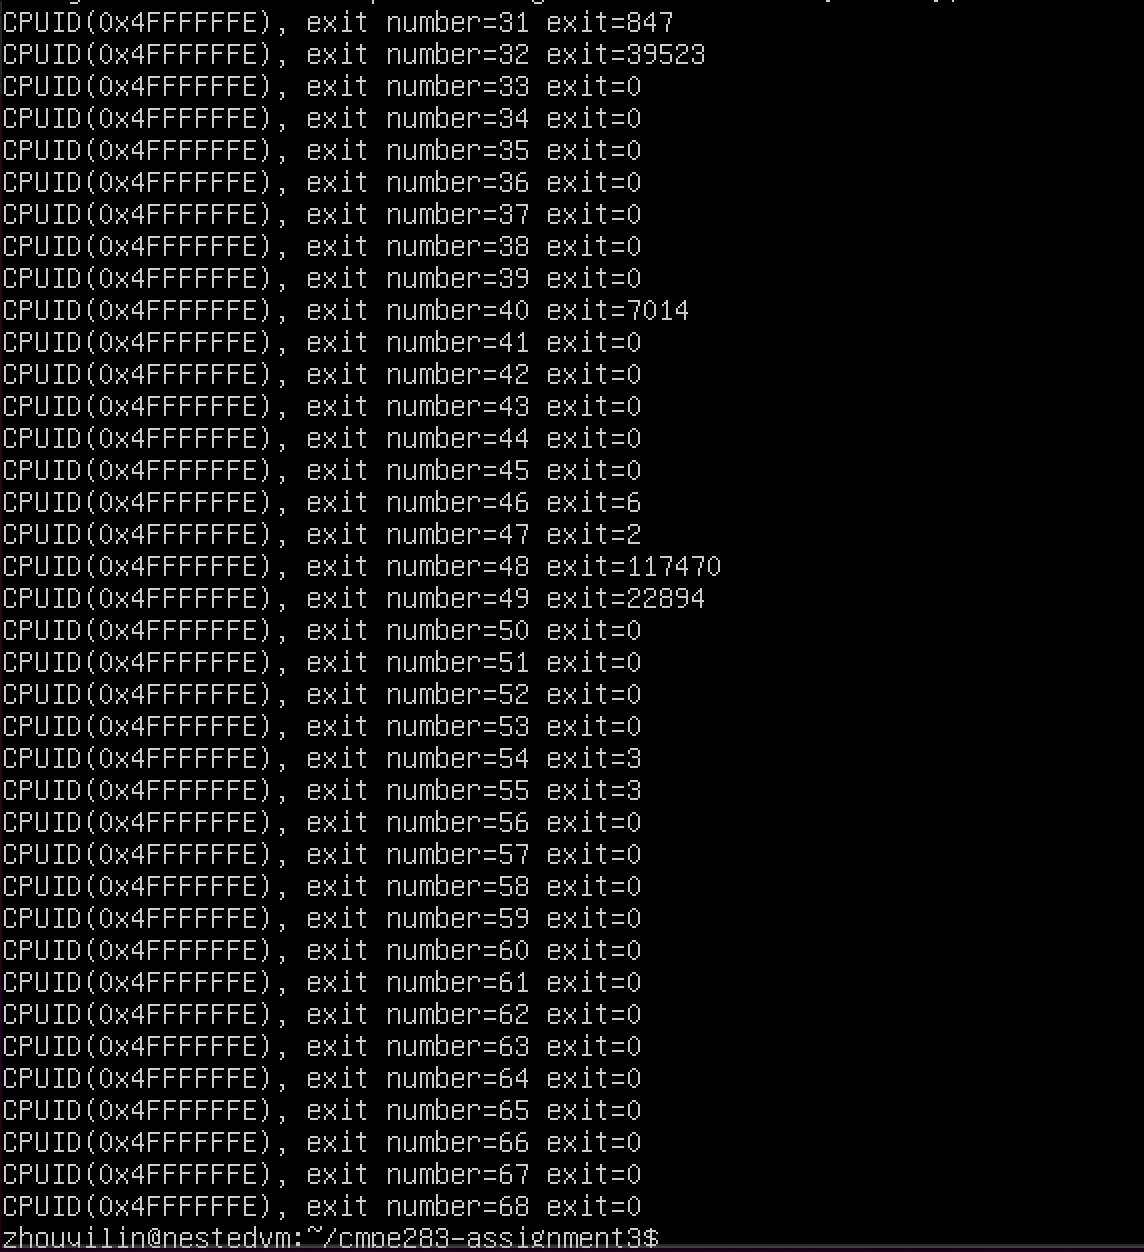 CPUID(0x4FFFFFFE), exit number=31 exit=847
CPUID(0x4FFFFFFE), exit number=32 exit=39523
CPUID(0x4FFFFFFE), exit number=33 exit=0
CPUID(0x4FFFFFFE), exit number=34 exit=0
CPUID(0x4FFFFFFE), exit number=35 exit=0
CPUID(0x4FFFFFFE), exit number=36 exit=0
CPUID(0x4FFFFFFE), exit number=37 exit=0
CPUID(0x4FFFFFFE), exit number=38 exit=0
CPUID(0x4FFFFFFE), exit number=39 exit=0
CPUID(0x4FFFFFFE), exit number=40 exit=7014
CPUID(0x4FFFFFFE), exit number=41 exit=0
CPUID(0x4FFFFFFE), exit number=42 exit=0
CPUID(0x4FFFFFFE), exit number=43 exit=0
CPUID(0x4FFFFFFE), exit number=44 exit=0
CPUID(0x4FFFFFFE), exit number=45 exit=0
CPUID(0x4FFFFFFE), exit number=46 exit=6
CPUID(0x4FFFFFFE), exit number=47 exit=2
CPUID(0x4FFFFFFE), exit number=48 exit=117470
CPUID(0x4FFFFFFE), exit number=49 exit=22894
CPUID(0x4FFFFFFE), exit number=50 exit=0
CPUID(0x4FFFFFFE), exit number=51 exit=0
CPUID(0x4FFFFFFE), exit number=52 exit=0
CPUID(0x4FFFFFFE), exit number=53 exit=0
CPUID(0x4FFFFFFE), exit number=54 exit=3
CPUID(0x4FFFFFFE), exit number=55 exit=3
CPUID(0x4FFFFFFE), exit number=56 exit=0
CPUID(0x4FFFFFFE), exit number=57 exit=0
CPUID(0x4FFFFFFE), exit number=58 exit=0
CPUID(0x4FFFFFFE), exit number=59 exit=0
CPUID(0x4FFFFFFE), exit number=60 exit=0
CPUID(0x4FFFFFFE), exit number=61 exit=0
CPUID(0x4FFFFFFE), exit number=62 exit=0
CPUID(0x4FFFFFFE), exit number=63 exit=0
CPUID(0x4FFFFFFE), exit number=64 exit=0
CPUID(0x4FFFFFFE), exit number=65 exit=0
CPUID(0x4FFFFFFE), exit number=66 exit=0
CPUID(0x4FFFFFFE), exit number=67 exit=0
CPUID(0x4FFFFFFE), exit number=68 exit=0
zhouyilin@nestedvm:~/cmpe283-assignment3$